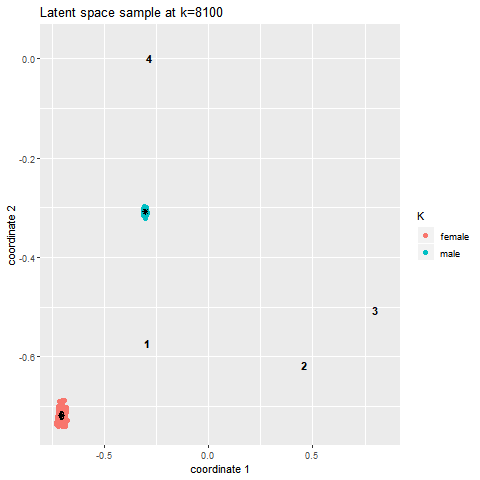 Latent space sample at k=8100
coordinate 2
0.0
-0.2
-0.4
-0.6
4
3
1
2
-0.5
0.0
0.5
coordinate 1
K
female
male